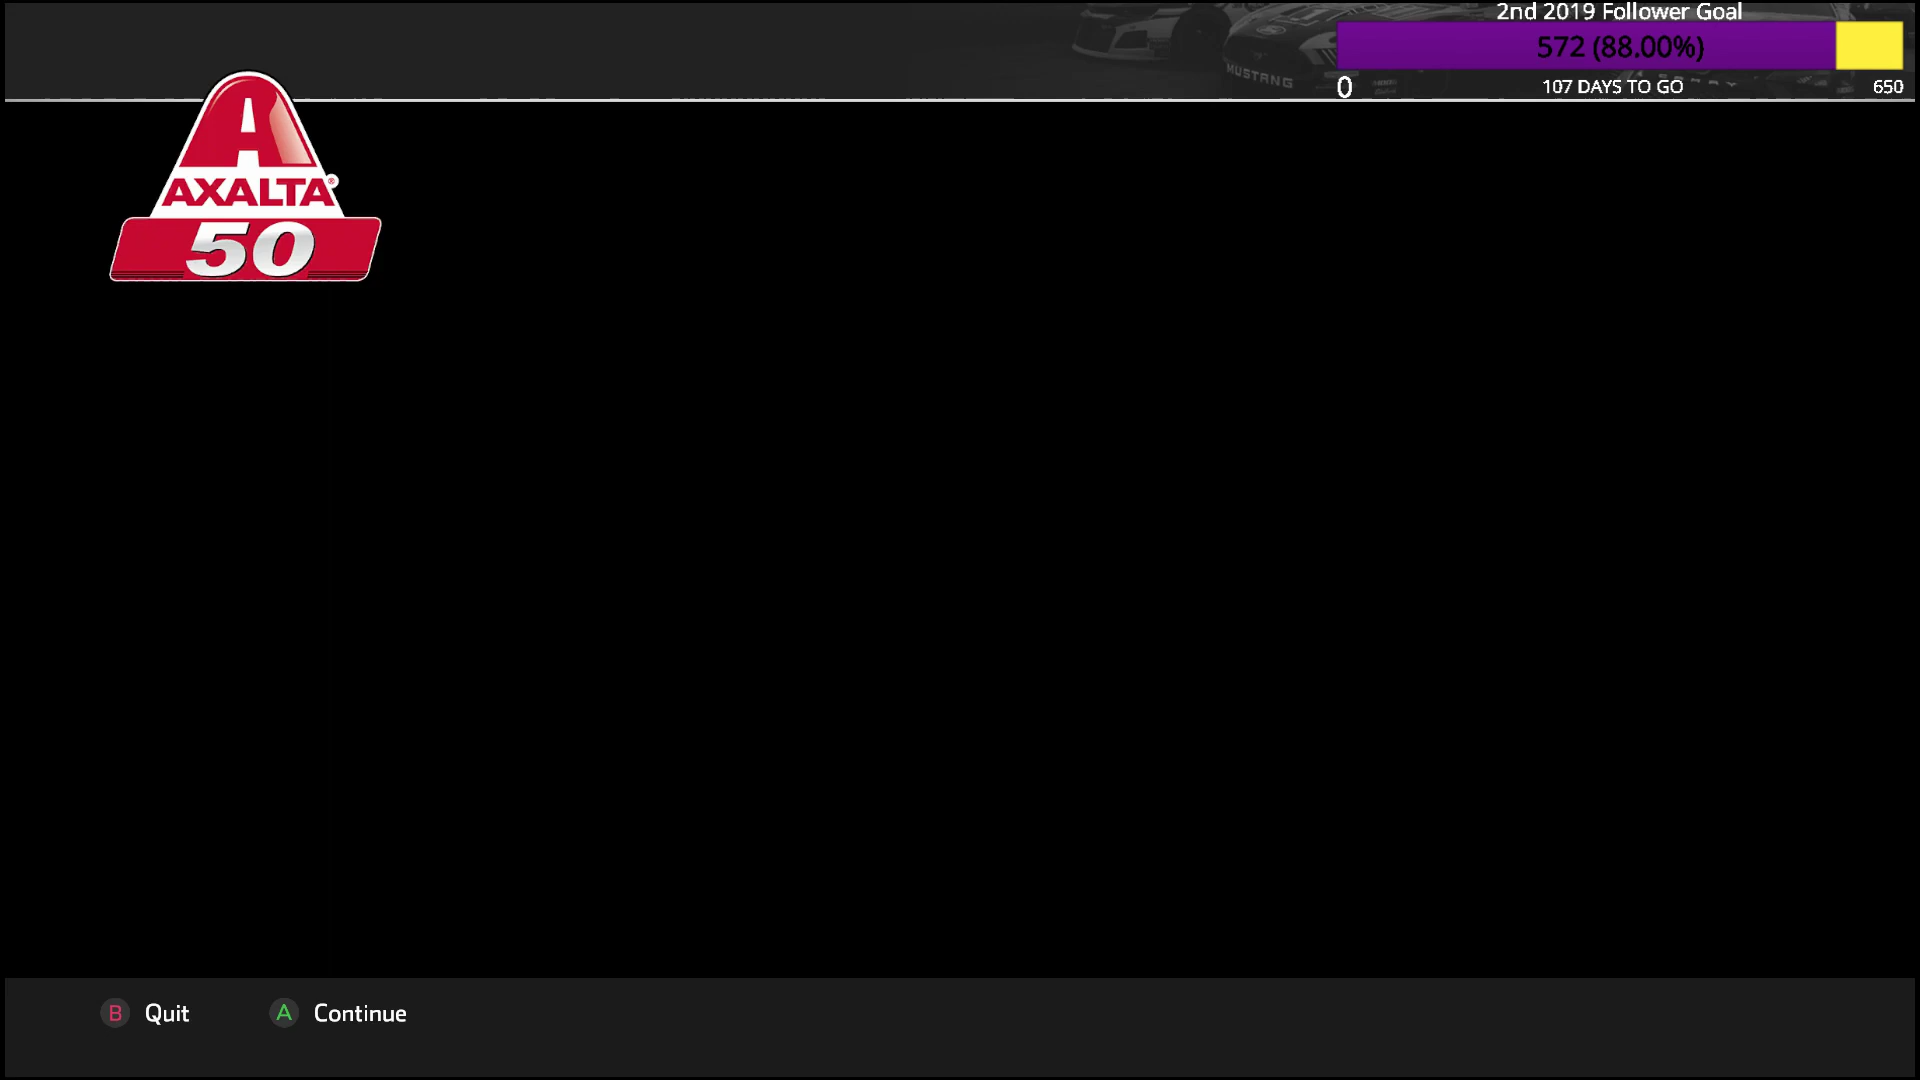 2nd 2019 Follower Goal
572 (88.00%)
0 107 DAYS TO GO 650
MUSTANG
AXALTA®
50
B Quit A Continue